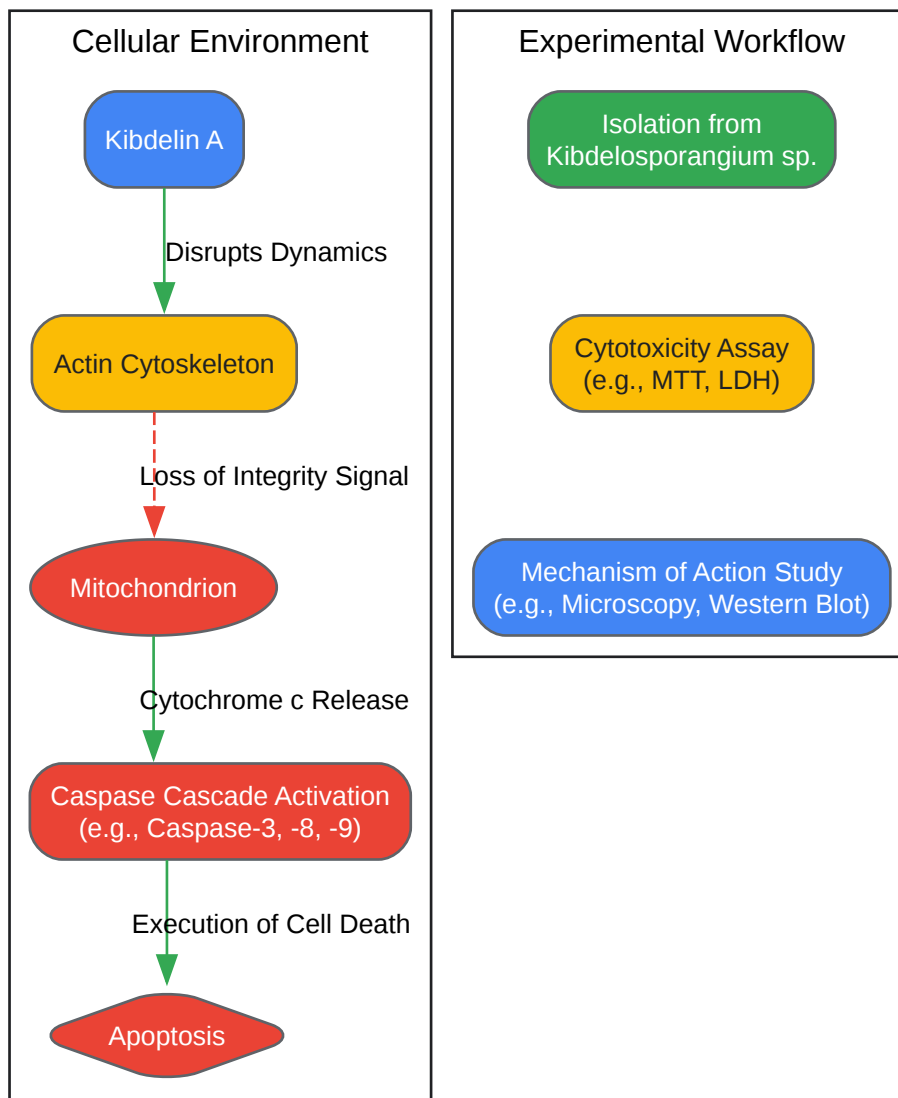 Cellular Environment
Kibdelin A
Disrupts Dynamics
Actin Cytoskeleton
Loss of Integrity Signal
Mitochondrion
Cytochrome c Release
Caspase Cascade Activation
(e.g., Caspase-3, -8, -9)
Execution of Cell Death
Apoptosis
Experimental Workflow
Isolation from
Kibdelosporangium sp.
Cytotoxicity Assay
(e.g., MTT, LDH)
Mechanism of Action Study
(e.g., Microscopy, Western Blot)